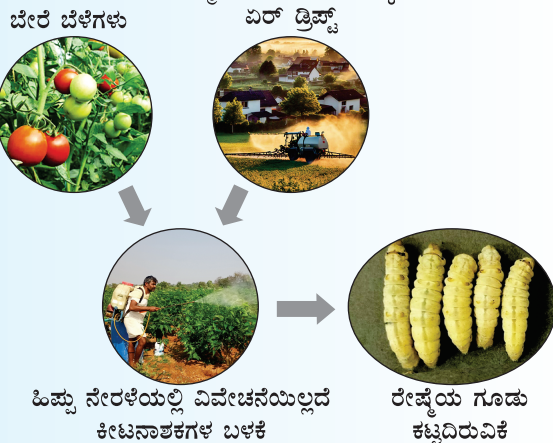 ಬೇರೆ ಬೆಳೆಗಳು
ಏರ್ ಡ್ರಿಪ್ಟ್
ಹಿಪ್ಪು ನೇರಳೆಯಲ್ಲಿ ವಿವೇಚನೆಯಿಲ್ಲದೆ
ಕೀಟನಾಶಕಗಳ ಬಳಕೆ
ರೇಷ್ಮೆಯ ಗೂಡು
ಕಟ್ಟದಿರುವಿಕೆ